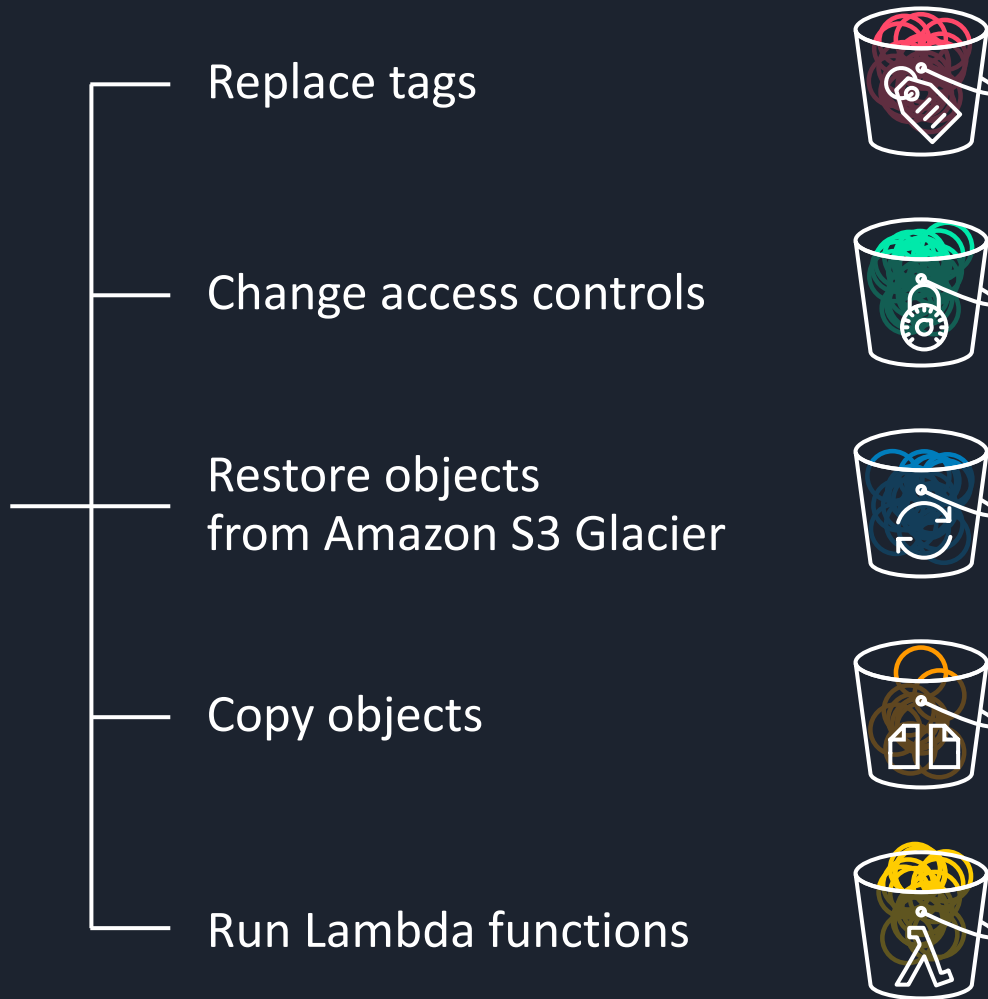 Replace tags
Change access controls
Restore objects
from Amazon S3 Glacier
Copy objects
Run Lambda functions